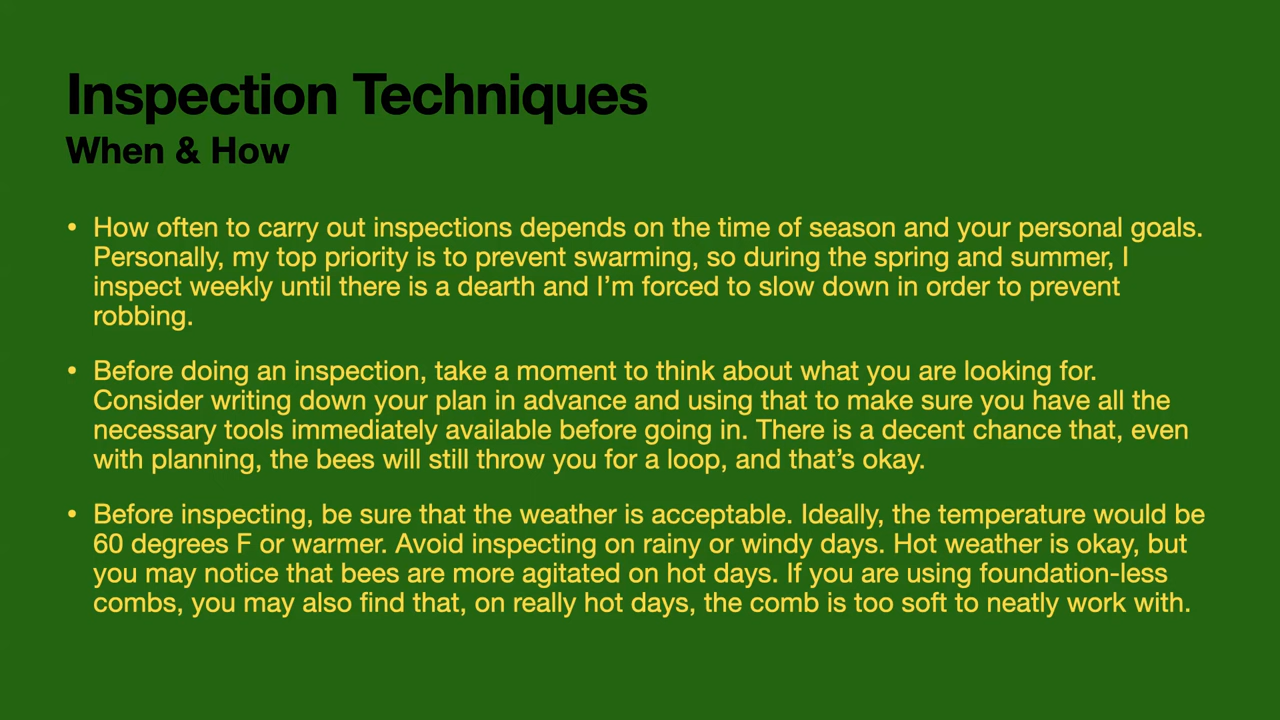 Inspection Techniques
When & How
• How often to carry out inspections depends on the time of season and your personal goals.
Personally, my top priority is to prevent swarming, so during the spring and summer, I
inspect weekly until there is a dearth and I’m forced to slow down in order to prevent
robbing.
• Before doing an inspection, take a moment to think about what you are looking for.
Consider writing down your plan in advance and using that to make sure you have all the
necessary tools immediately available before going in. There is a decent chance that, even
with planning, the bees will still throw you for a loop, and that’s okay.
• Before inspecting, be sure that the weather is acceptable. Ideally, the temperature would be
60 degrees F or warmer. Avoid inspecting on rainy or windy days. Hot weather is okay, but
you may notice that bees are more agitated on hot days. If you are using foundation-less
combs, you may also find that, on really hot days, the comb is too soft to neatly work with.